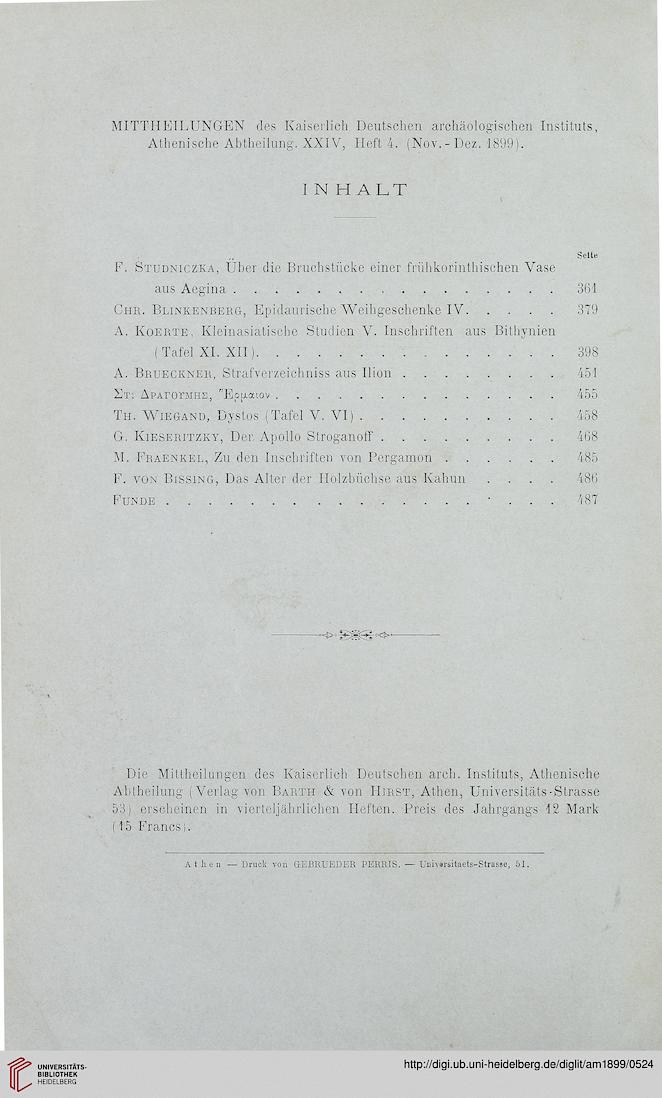 MITTHEILUNGEN des Kaiserlich Deutschen archäologischen Instituts,
Athenische Abtheilung. XXIV, Heft 4. (Nov. - Dez. 1899).
INHALT
Seite
F. STUDNICZKA, Über die Bruchstücke einer frühkorinthischen Vase
aus Aegina . . . . . . . . . . . . . . . . 361
CHR. BLINKENBERG, Epidaurische Weihgeschenke IV. . . . . 379
A. KOERTE, Kleinasiatische Studien V. Inschriften aus Bithynien
(Tafel XI. XII). . . . . . . . . . . . . . . 398
A. BRUECKNER, Strafverzeichniss aus Ilion . . . . . . . . 451
ΣΤ. ΔΡΑΓΟΥΜΗΣ, Ἕρμαιον . . . . . . . . . . . . . . 455
TH. WIEGAND, Dystos (Tafel V. VI) . . . . . . . . . . 458
G. KIESERITZKY, Der Apollo Stroganoff . . . . . . . . . 468
M. FRAENKEL, Zu den Inschriften von Pergamon . . . . . . 485
F. VON BISSING, Das Alter der Holzbüchse aus Kahun . . . . 486
FUNDE . . . . . . . . . . . . . . . . . . . 487
Die Mittheilungen des Kaiserlich Deutschen arch. Instituts, Athenische
Abtheilung (Verlag von BARTH & VON HIRST, Athen, Universitäts-Strasse
53) erscheinen in vierteljährlichen Heften. Preis des Jahrgangs 12 Mark
(15 Francs).
Athen — Druck von GEBRUEDER PERRIS. — Universitaets-Strasse, 51.
UNIVERSITÄTS-
BIBLIOTHEK
HEIDELBERG
http://digi.ub.uni-heidelberg.de/diglit/am1899/0524